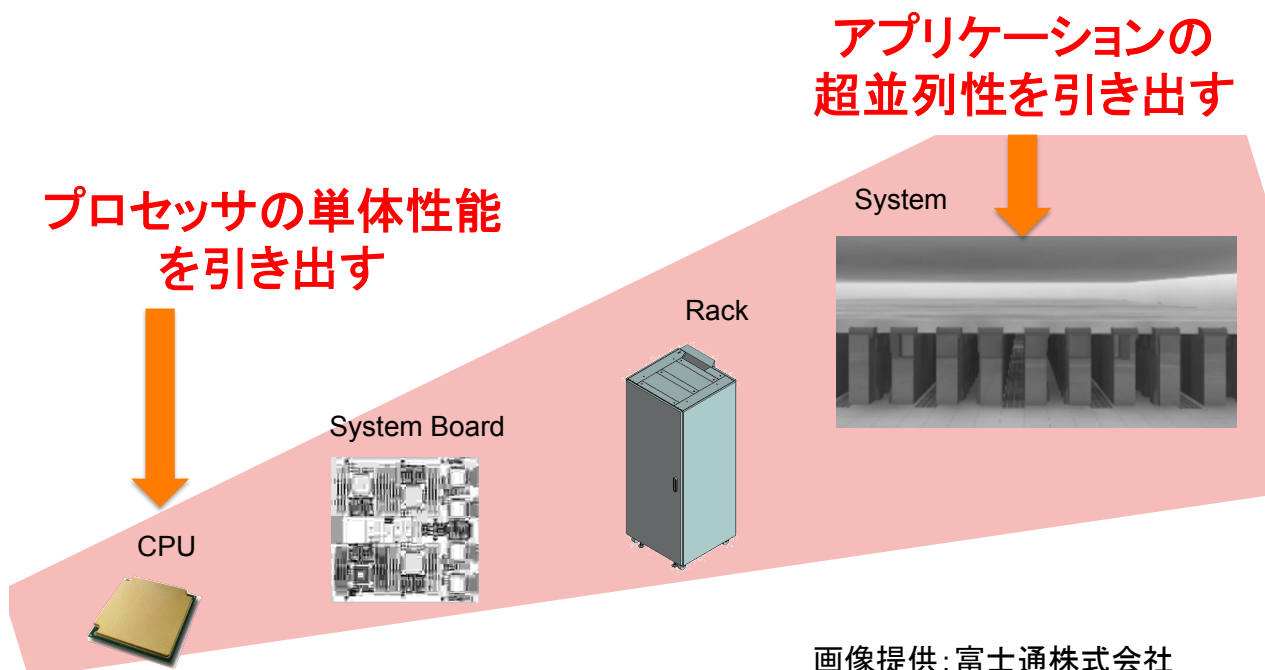 アプリケーションの
超並列性を引き出す
プロセッサの単体性能
を引き出す
System
Rack
System Board
CPU
画像提供：富士通株式会社